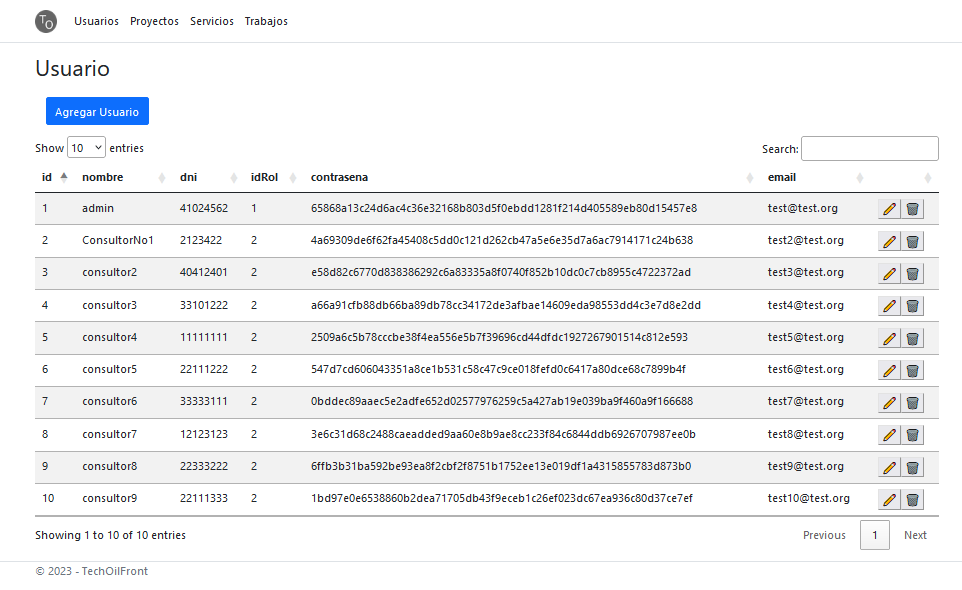 TO Usuarios Proyectos Servicios Trabajos
Usuario
Agregar Usuario
Show 10 entries Search:
id nombre dni idRol contrasena email
1 admin 41024562 1 65868a13c24d6ac4c36e32168b803d5f0ebdd1281f214d405589eb80d15457e8 test@test.org
2 ConsultorNo1 2123422 2 4a69309de6f62fa45408c5dd0c121d262cb47a5e6e35d7a6ac7914171c24b638 test2@test.org
3 consultor2 40412401 2 e58d82c6770d838386292c6a83335a8f0740f852b10dc0c7cb8955c4722372ad test3@test.org
4 consultor3 33101222 2 a66a91cfb88db66ba89db78cc34172de3afbae14609eda98553dd4c3e7d8e2dd test4@test.org
5 consultor4 11111111 2 2509a6c5b78cccbe38f4ea556e5b7f39696cd44dfdc1927267901514c812e593 test5@test.org
6 consultor5 22111222 2 547d7cd606043351a8ce1b531c58c47c9ce018fefd0c6417a80dce68c7899b4f test6@test.org
7 consultor6 33333111 2 0bddec89aaec5e2adfe652d02577976259c5a427ab19e039ba9f460a9f166688 test7@test.org
8 consultor7 12123123 2 3e6c31d68c2488caeadded9aa60e8b9ae8cc233f84c6844ddb6926707987ee0b test8@test.org
9 consultor8 22333222 2 6ffb3b31ba592be93ea8f2cbf2f8751b1752ee13e019df1a4315855783d873b0 test9@test.org
10 consultor9 22111333 2 1bd97e0e6538860b2dea71705db43f9eceb1c26ef023dc67ea936c80d37ce7ef test10@test.org
Showing 1 to 10 of 10 entries Previous 1 Next
© 2023 - TechOilFront